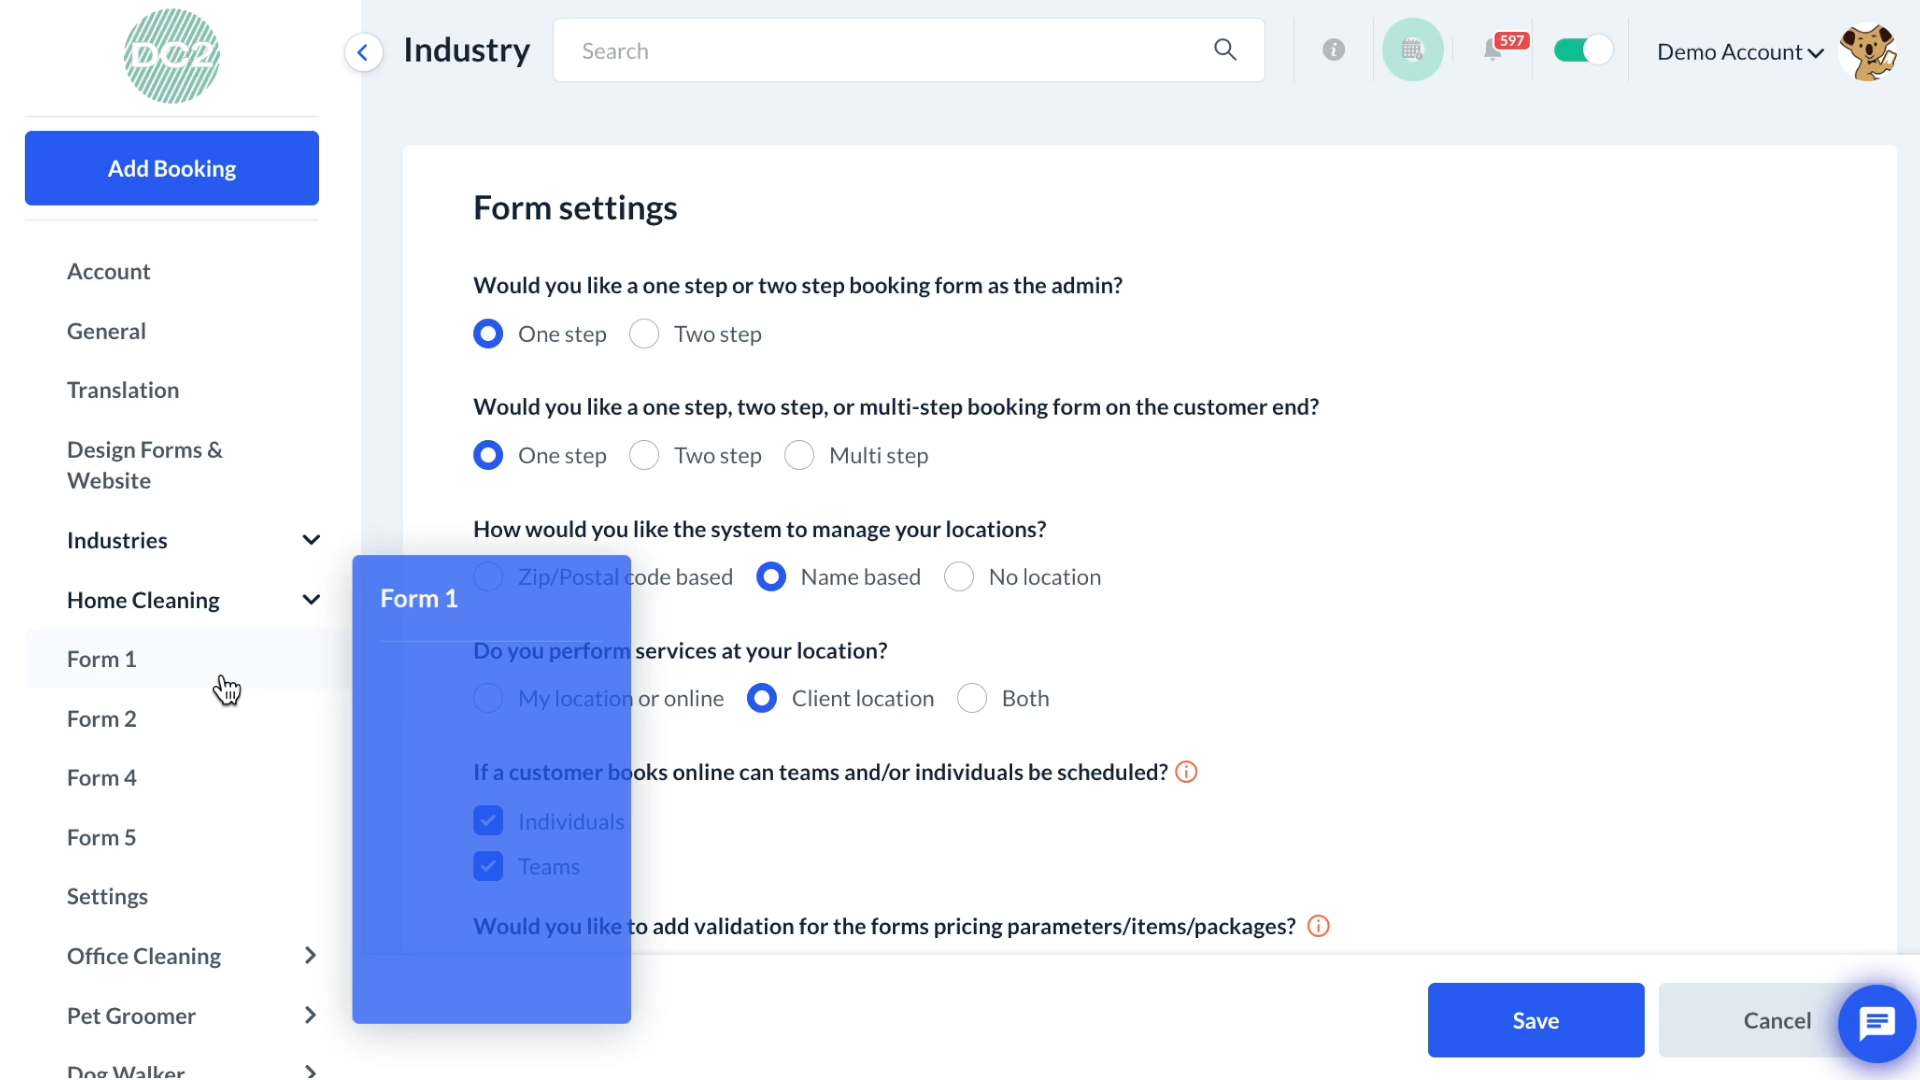 DC2
Industry
Search
597
Demo Account
Add Booking
Account
General
Translation
Design Forms &
Website
Industries
Home Cleaning
Form 1
Form 2
Form 4
Form 5
Settings
Office Cleaning
Pet Groomer
Dog Walker
Form 1
Form settings
Would you like a one step or two step booking form as the admin?
One step Two step
Would you like a one step, two step, or multi-step booking form on the customer end?
One step Two step Multi step
How would you like the system to manage your locations?
Zip/Postal code based Name based No location
Do you perform services at your location?
My location or online Client location Both
If a customer books online can teams and/or individuals be scheduled?
Individuals
Teams
Would you like to add validation for the forms pricing parameters/items/packages?
Save Cancel